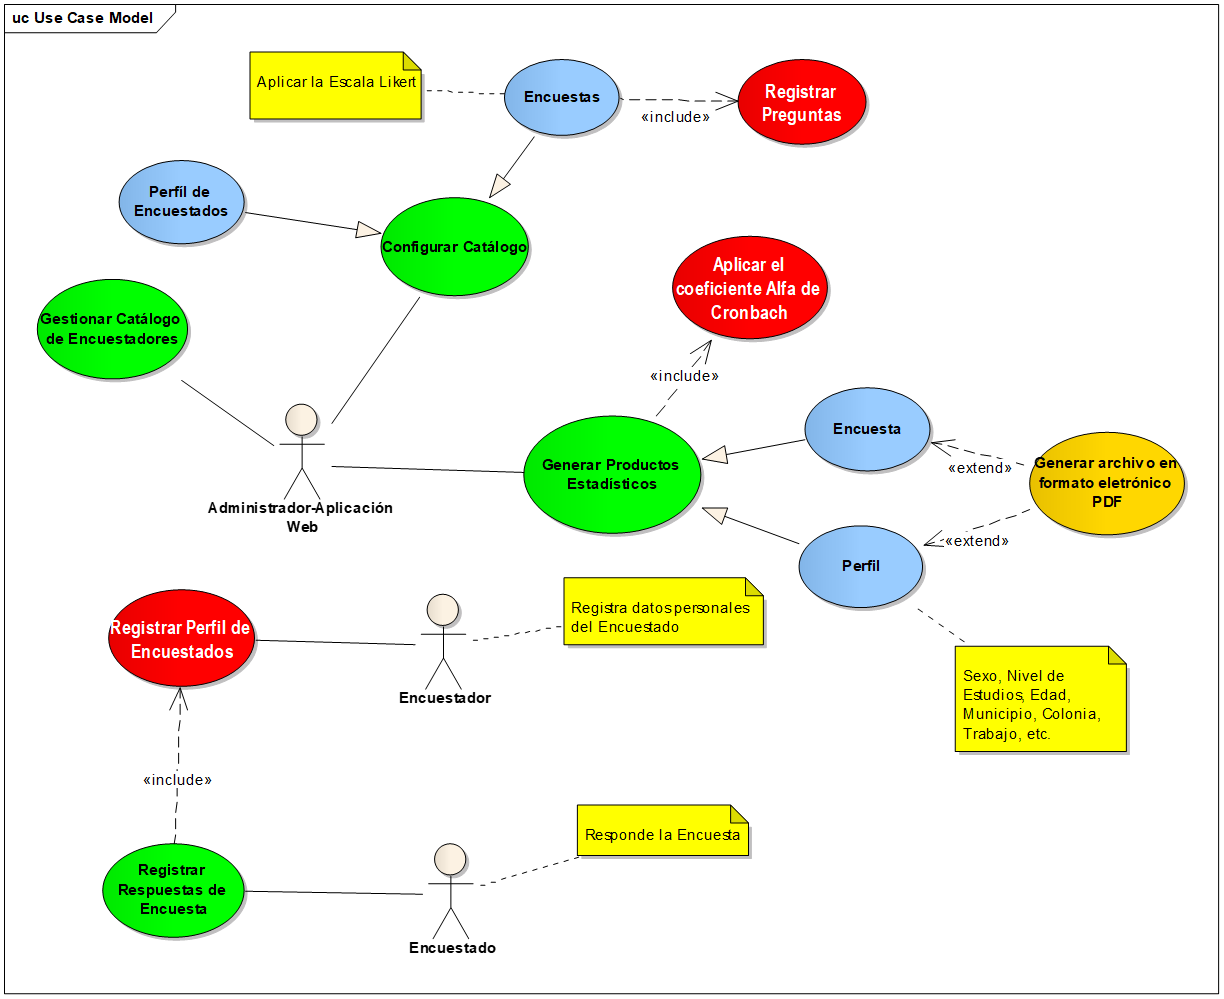 uc Use Case Model
Aplicar la Escala Likert
Encuestas
«include»
Registrar
Preguntas
Perfil de
Encuestados
Configurar Catálogo
Gestionar Catálogo
de Encuestadores
Aplicar el
coeficiente Alfa de
Cronbach
«include»
Administrador-Aplicación
Web
Generar Productos
Estadísticos
Encuesta
«extend»
Generar archivo en
formato eletrónico
PDF
«extend»
Perfil
Registrar Perfil de
Encuestados
Encuestador
Registra datos personales
del Encuestado
Sexo, Nivel de
Estudios, Edad,
Municipio, Colonia,
Trabajo, etc.
«include»
Registrar
Respuestas de
Encuesta
Encuestado
Responde la Encuesta